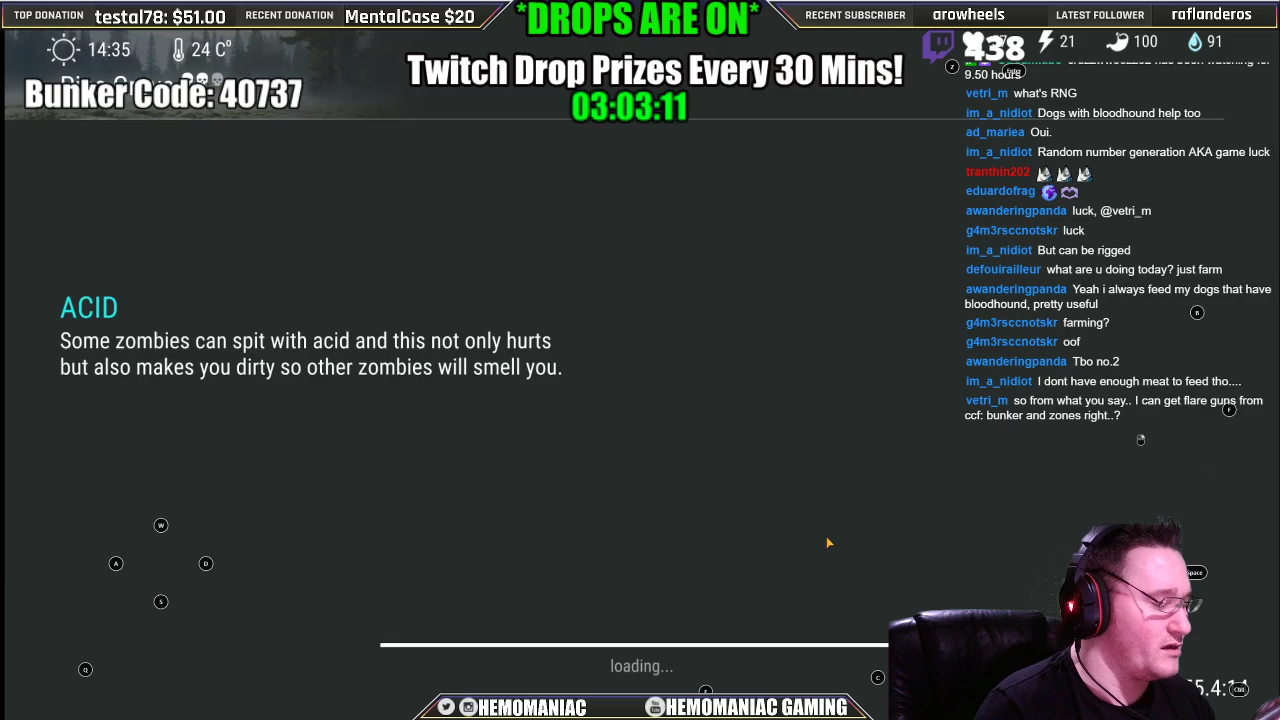 TOP DONATION testal78: $51.00 RECENT DONATION MentalCase $20
*DROPS ARE ON*
RECENT SUBSCRIBER arowheels LATEST FOLLOWER raflanderos
14:35 24 C°
438 21 100 91
Bunker Code: 40737
Twitch Drop Prizes Every 30 Mins!
03:03:11
Z
9.50 hours
vetri_m what's RNG
im_a_nidiot Dogs with bloodhound help too
ad_mariea Oui.
im_a_nidiot Random number generation AKA game luck
tranthin202
eduardofrag
awanderingpanda luck, @vetri_m
g4m3rsccnotskr luck
im_a_nidiot But can be rigged
defouirailleur what are u doing today? just farm
awanderingpanda Yeah i always feed my dogs that have
bloodhound, pretty useful
B
g4m3rsccnotskr farming?
g4m3rsccnotskr oof
awanderingpanda Tbo no.2
im_a_nidiot I dont have enough meat to feed tho....
vetri_m so from what you say.. I can get flare guns from
ccf: bunker and zones right..?
F
ACID
Some zombies can spit with acid and this not only hurts
but also makes you dirty so other zombies will smell you.
W
A D
S
Q
space
loading...
C
HEMOMANIAC HEMOMANIAC GAMING